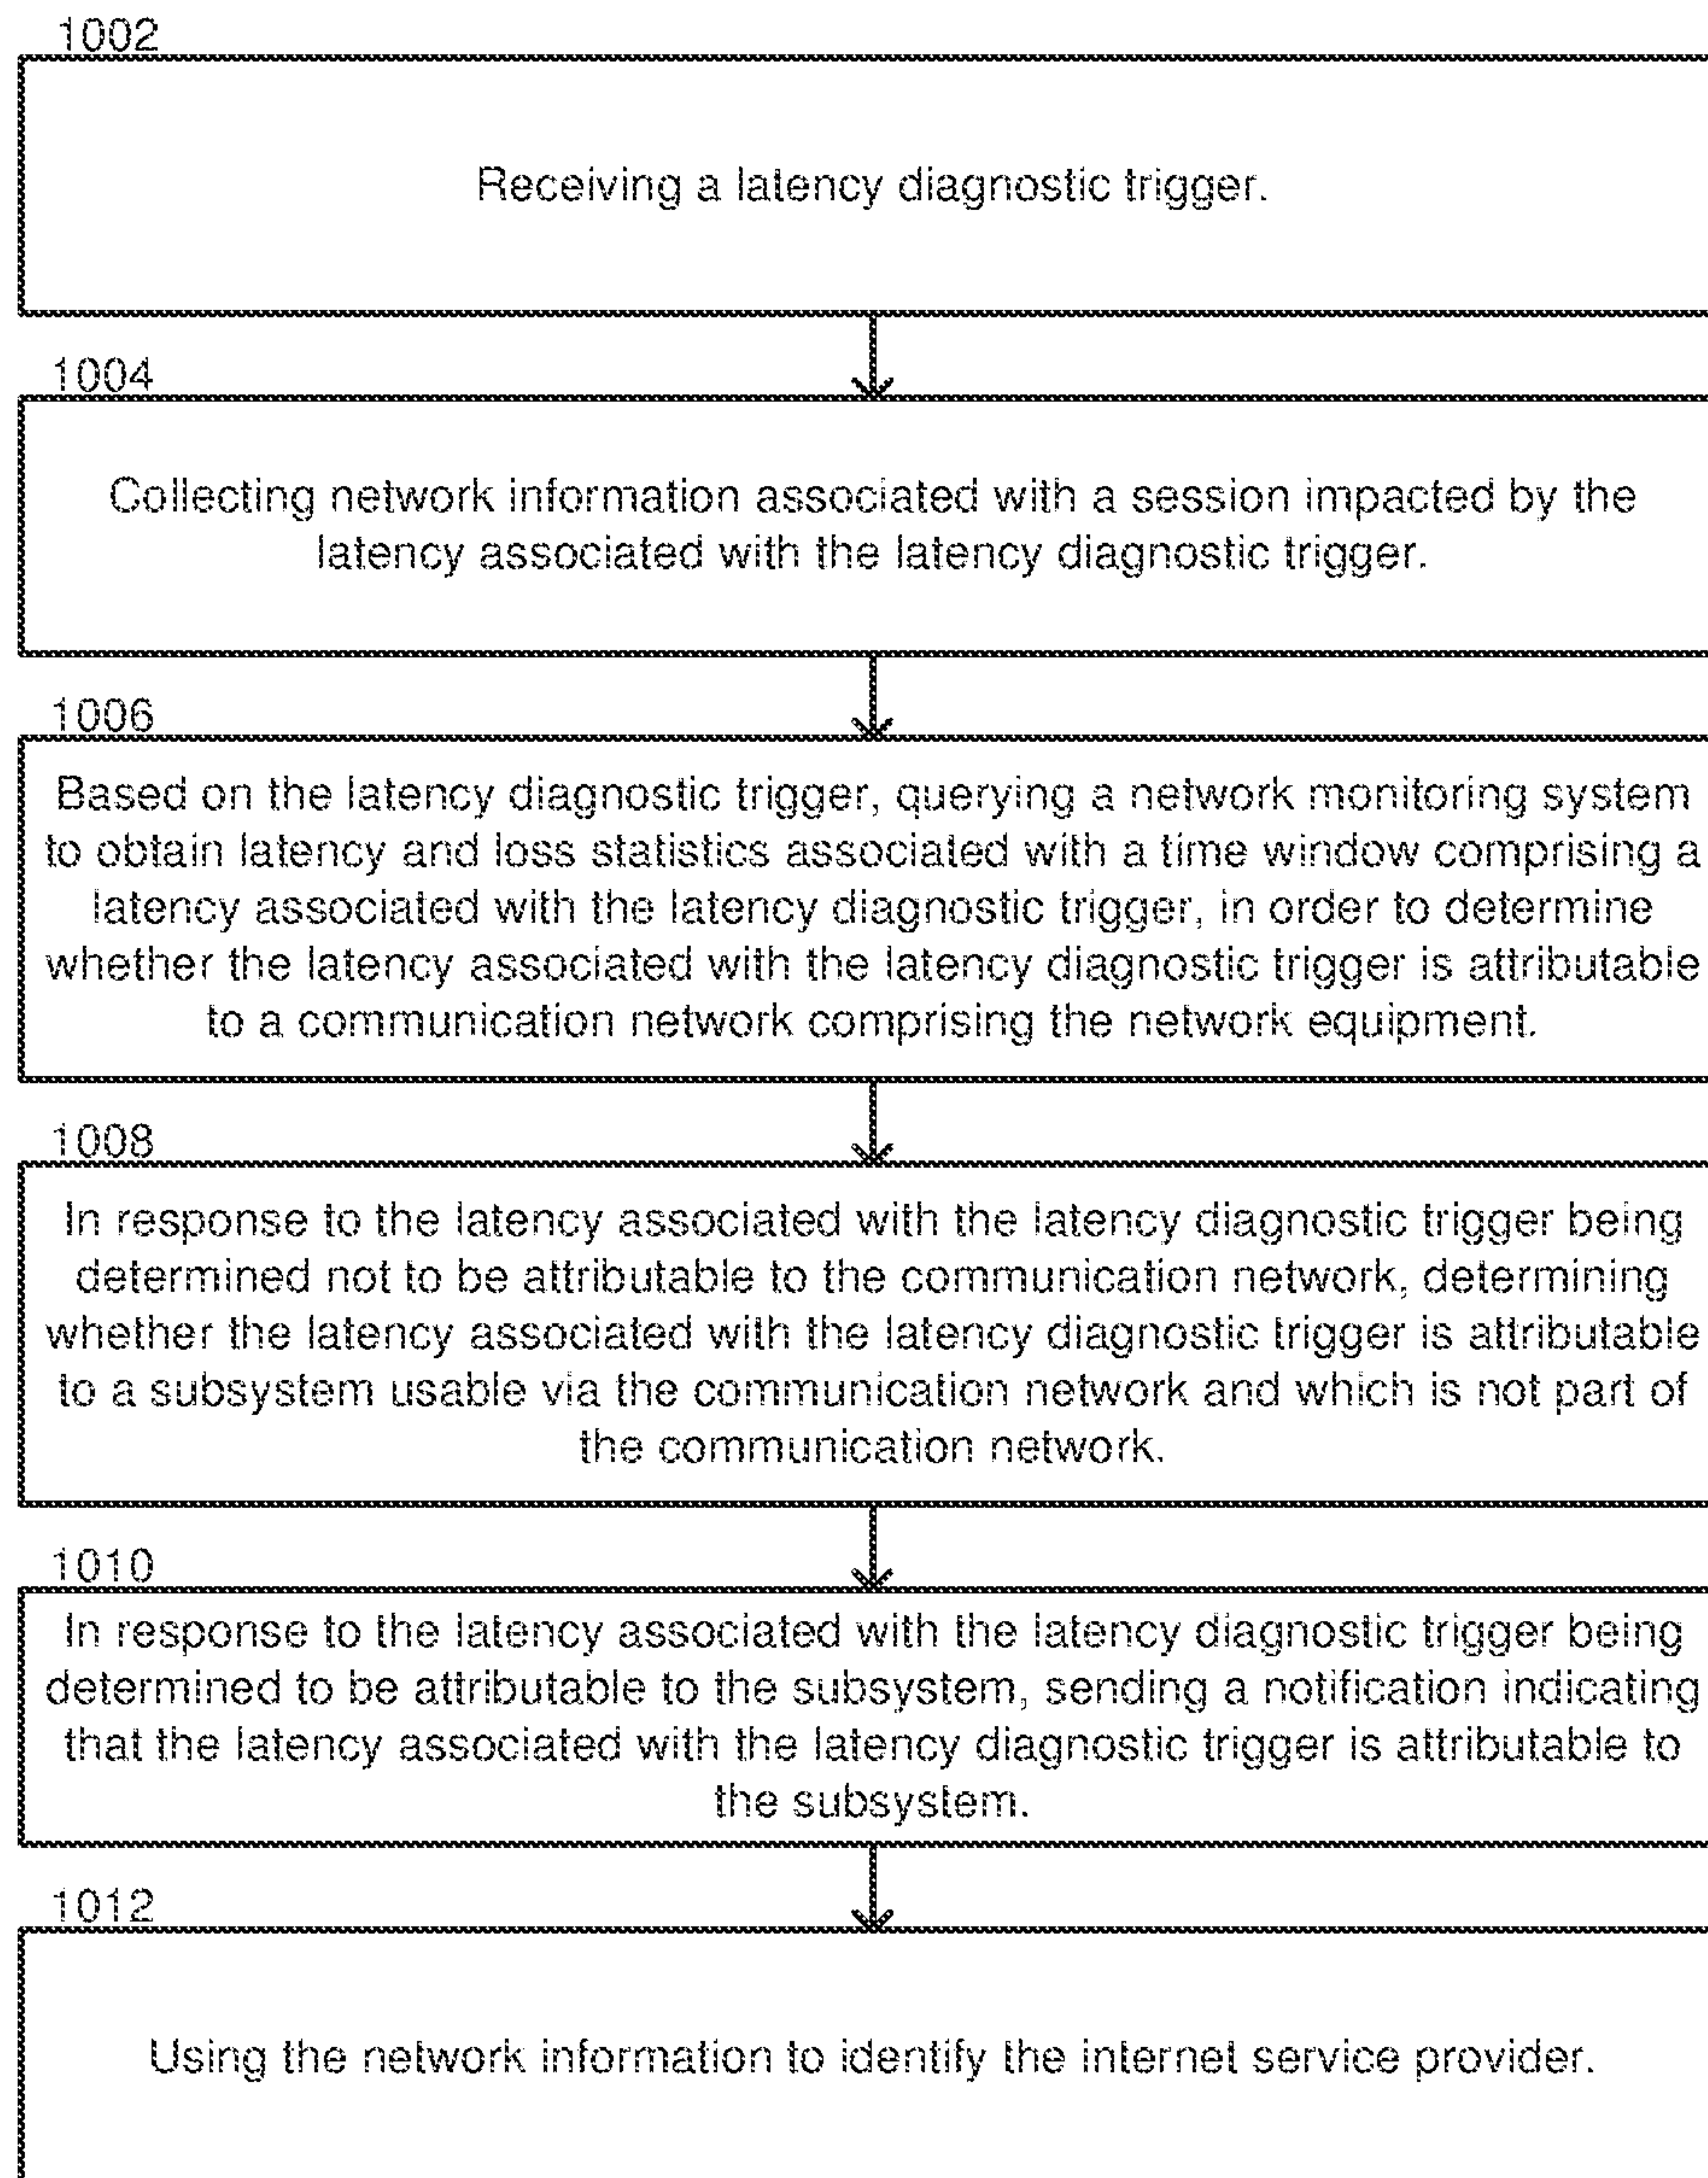 1002
Receiving a latency diagnostic trigger.
1004
Collecting network information associated with a session impacted by the
latency associated with the latency diagnostic trigger.
1006
Based on the latency diagnostic trigger, querying a network monitoring system
to obtain latency and loss statistics associated with a time window comprising a
latency associated with the latency diagnostic trigger, in order to determine
whether the latency associated with the latency diagnostic trigger is attributable
to a communication network comprising the network equipment.
1008
In response to the latency associated with the latency diagnostic trigger being
determined not to be attributable to the communication network, determining
whether the latency associated with the latency diagnostic trigger is attributable
to a subsystem usable via the communication network and which is not part of
the communication network.
1010
In response to the latency associated with the latency diagnostic trigger being
determined to be attributable to the subsystem, sending a notification indicating
that the latency associated with the latency diagnostic trigger is attributable to
the subsystem.
1012
Using the network information to identify the internet service provider.